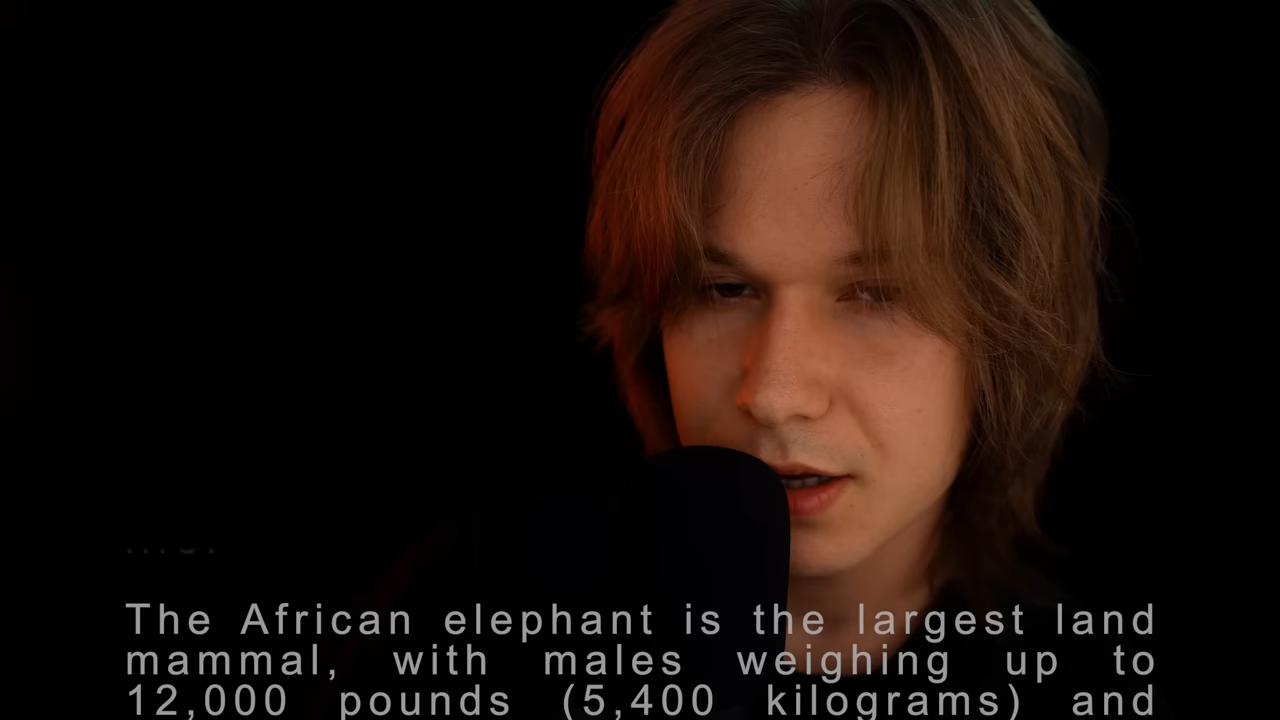 The African elephant is the largest land
mammal, with males weighing up to
12,000 pounds (5,400 kilograms) and